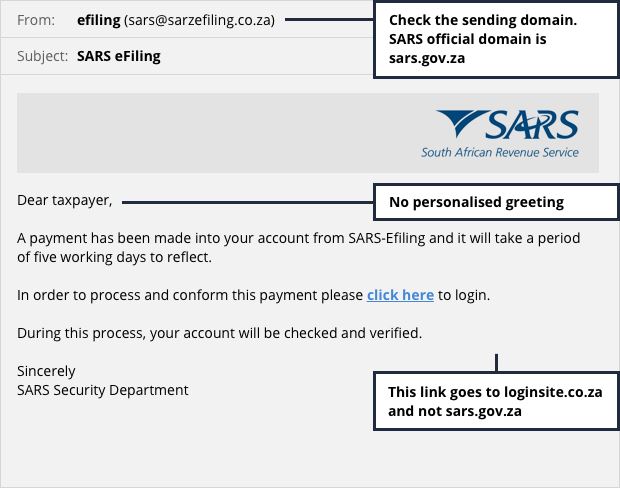 From: efiling (sars@sarzefiling.co.za)
Check the sending domain.
SARS official domain is
sars.gov.za
Subject: SARS eFiling
SARS
South African Revenue Service
Dear taxpayer,
No personalised greeting
A payment has been made into your account from SARS-Efiling and it will take a period
of five working days to reflect.
In order to process and conform this payment please click here to login.
During this process, your account will be checked and verified.
Sincerely
SARS Security Department
This link goes to loginsite.co.za
and not sars.gov.za